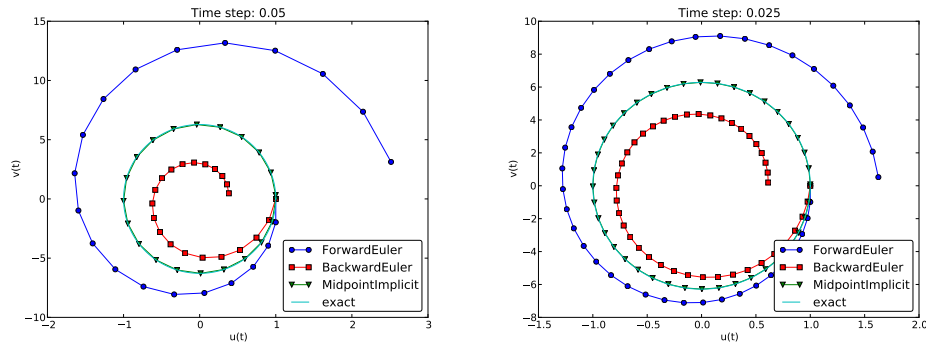 Time step: 0.05
15
10
5
0
−5
−10
v(t)
−2
−1
0
1
2
3
u(t)
ForwardEuler
BackwardEuler
MidpointImplicit
exact
Time step: 0.025
10
8
6
4
2
0
−2
−4
−6
−8
v(t)
−1.5
−1.0
−0.5
0.0
0.5
1.0
1.5
2.0
u(t)
ForwardEuler
BackwardEuler
MidpointImplicit
exact